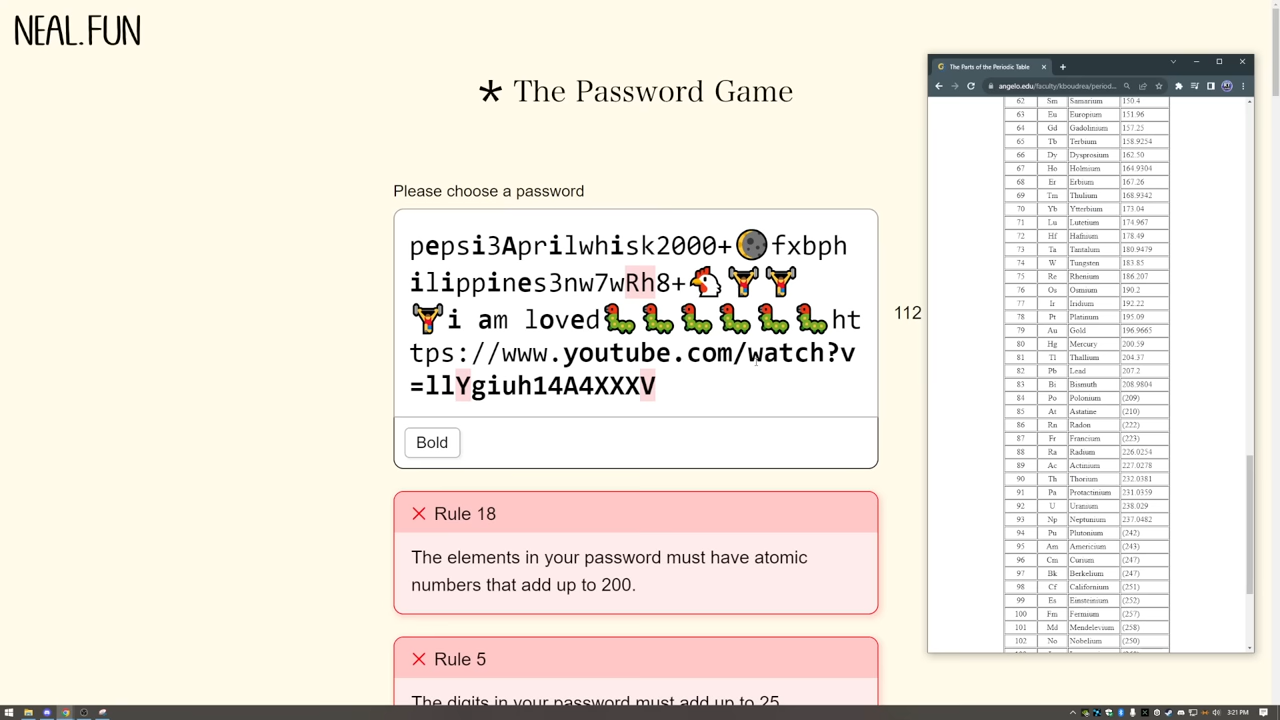 NEAL.FUN
* The Password Game
Please choose a password
pepsi3Aprilwhisk2000+🌘fxbph
ilippines3nw7wRh8+🐔🏋️🏋️
🏋️i am loved🐛🐛🐛🐛🐛🐛ht
tps://www.youtube.com/watch?v
=llYgiuh14A4XXXV
112
Bold
Rule 18
The elements in your password must have atomic
numbers that add up to 200
Rule 5
The digits in your password must add up to 25
The Parts of the Periodic Table
angelo.edu/faculty/kboudrea/period...
62 Sm Samarium 150.4
63 Eu Europium 151.96
64 Gd Gadolinium 157.25
65 Tb Terbium 158.9254
66 Dy Dysprosium 162.50
67 Ho Holmium 164.9304
68 Er Erbium 167.26
69 Tm Thulium 168.9342
70 Yb Ytterbium 173.04
71 Lu Lutetium 174.967
72 Hf Hafnium 178.49
73 Ta Tantalum 180.9479
74 W Tungsten 183.85
75 Re Rhenium 186.207
76 Os Osmium 190.2
77 Ir Iridium 192.22
78 Pt Platinum 195.09
79 Au Gold 196.9665
80 Hg Mercury 200.59
81 Tl Thallium 204.37
82 Pb Lead 207.2
83 Bi Bismuth 208.9804
84 Po Polonium (209)
85 At Astatine (210)
86 Rn Radon (222)
87 Fr Francium (223)
88 Ra Radium 226.0254
89 Ac Actinium 227.0278
90 Th Thorium 232.0381
91 Pa Protactinium 231.0359
92 U Uranium 238.029
93 Np Neptunium 237.0482
94 Pu Plutonium (242)
95 Am Americium (243)
96 Cm Curium (247)
97 Bk Berkelium (247)
98 Cf Californium (251)
99 Es Einsteinium (252)
100 Fm Fermium (257)
101 Md Mendelevium (258)
102 No Nobelium (250)
3:21 PM